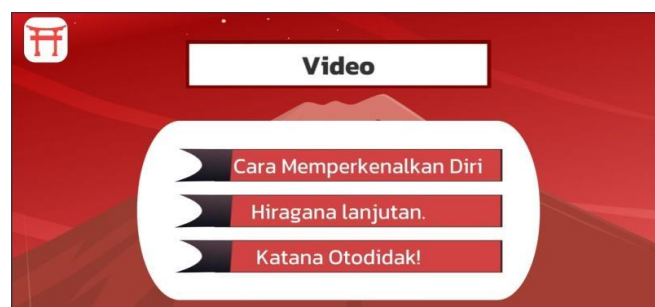 Video
Cara Memperkenalkan Diri
Hiragana lanjutan.
Katana Otodidak!